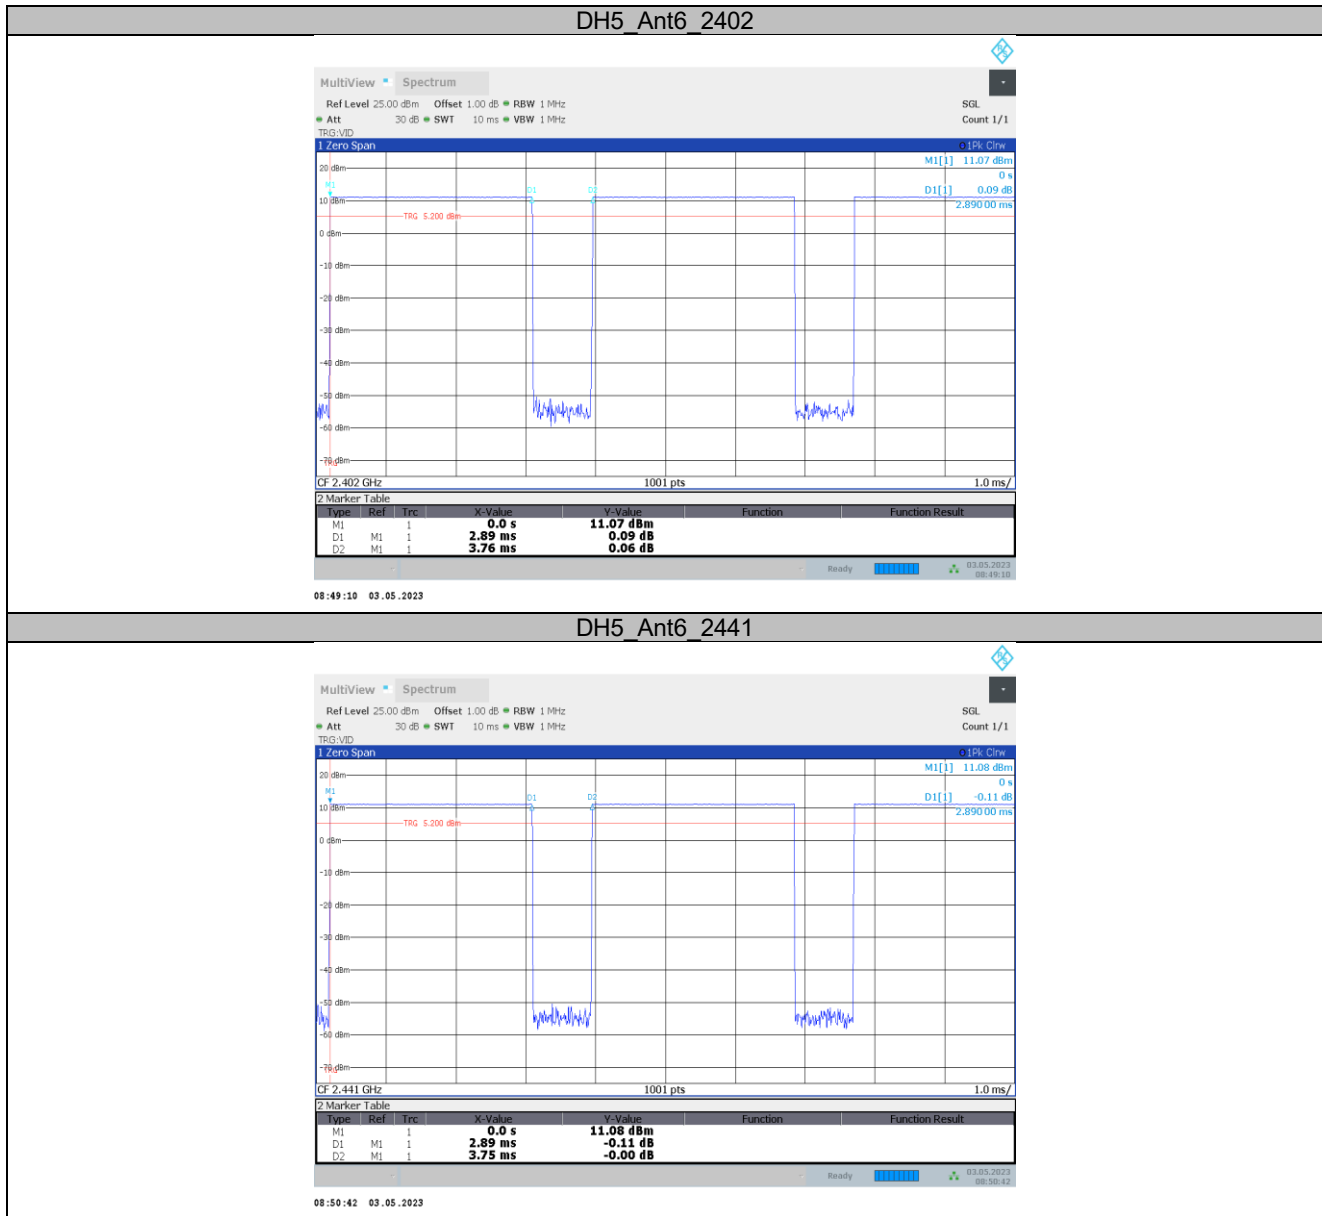 DH5_Ant6_2402
MultiView Spectrum
Ref Level 25.00 dBm Offset 1.00 dB RBW 1 MHz SGL
Att 30 dB SWT 10 ms VBW 1 MHz Count 1/1
TRG:VID
1 Zero Span 1Pk Clrw
M1[1] 11.07 dBm
20 dBm
0 s
M1 D1 D2 D1[1] 0.09 dB
10 dBm 2.89000 ms
TRG 5.200 dBm
0 dBm
-10 dBm
-20 dBm
-30 dBm
-40 dBm
-50 dBm
-60 dBm
-70 dBm
TRG
CF 2.402 GHz 1001 pts 1.0 ms/
2 Marker Table
Type Ref Trc X-Value Y-Value Function Function Result
M1 1 0.0 s 11.07 dBm
D1 M1 1 2.89 ms 0.09 dB
D2 M1 1 3.76 ms 0.06 dB
Ready 03.05.2023
08:49:10
08:49:10 03.05.2023
DH5_Ant6_2441
MultiView Spectrum
Ref Level 25.00 dBm Offset 1.00 dB RBW 1 MHz SGL
Att 30 dB SWT 10 ms VBW 1 MHz Count 1/1
TRG:VID
1 Zero Span 1Pk Clrw
M1[1] 11.08 dBm
20 dBm
0 s
M1 D1 D2 D1[1] -0.11 dB
10 dBm 2.89000 ms
TRG 5.200 dBm
0 dBm
-10 dBm
-20 dBm
-30 dBm
-40 dBm
-50 dBm
-60 dBm
-70 dBm
TRG
CF 2.441 GHz 1001 pts 1.0 ms/
2 Marker Table
Type Ref Trc X-Value Y-Value Function Function Result
M1 1 0.0 s 11.08 dBm
D1 M1 1 2.89 ms -0.11 dB
D2 M1 1 3.75 ms -0.00 dB
Ready 03.05.2023
08:50:42
08:50:42 03.05.2023